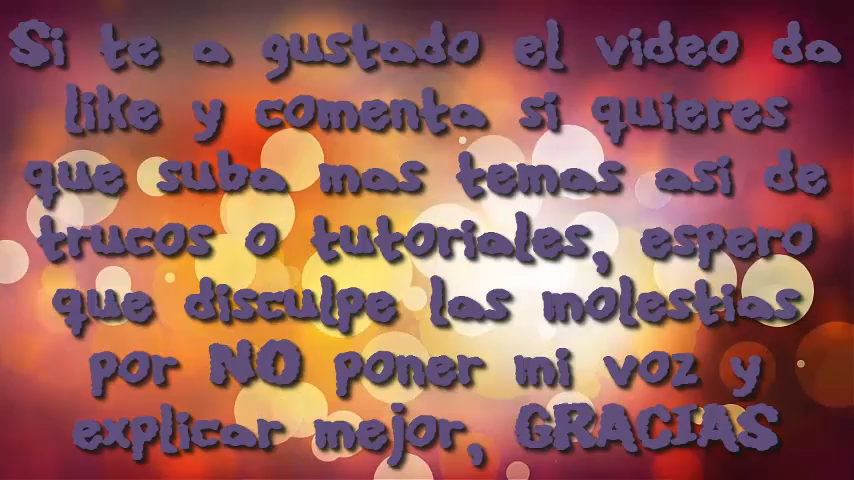 Si te a gustado el video da
like y comenta si quieres
que suba mas temas asi de
trucos o tutoriales, espero
que disculpe las molestias
por NO poner mi voz y
explicar mejor, GRACIAS